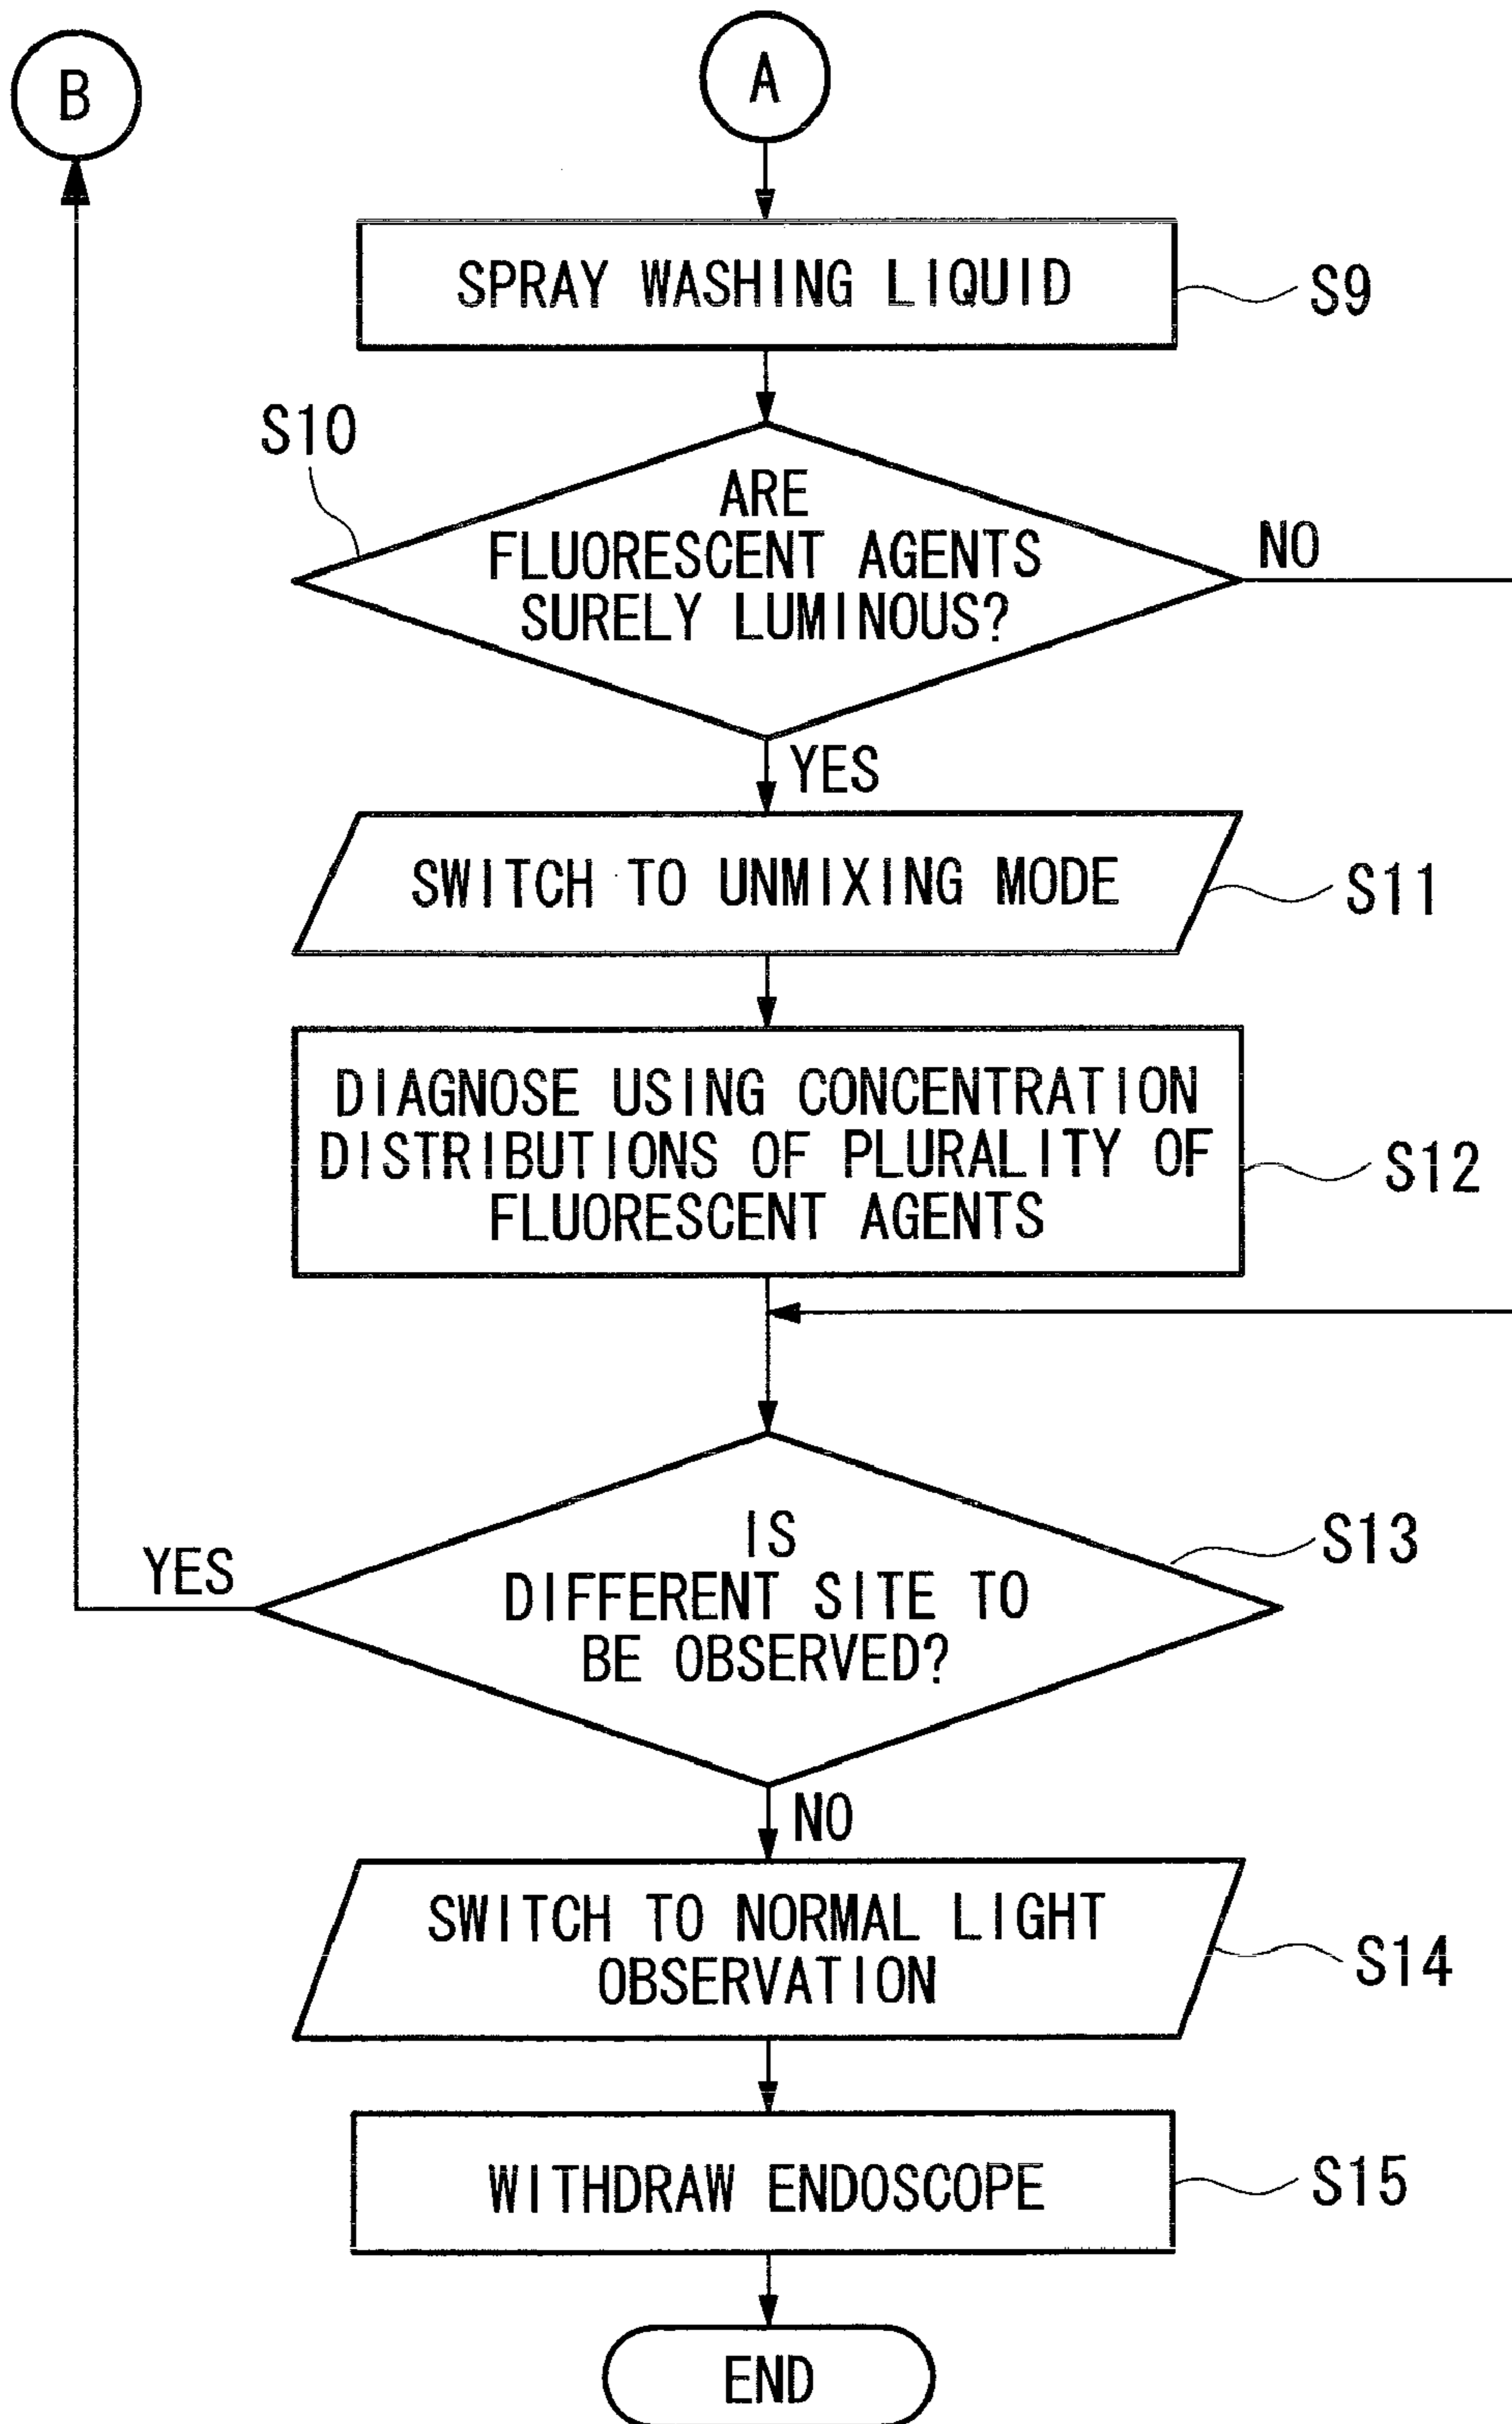 B
A
SPRAY WASHING LIQUID
S9
S10
ARE
FLUORESCENT AGENTS
SURELY LUMINOUS?
NO
YES
SWITCH TO UNMIXING MODE
S11
DIAGNOSE USING CONCENTRATION
DISTRIBUTIONS OF PLURALITY OF
FLUORESCENT AGENTS
S12
IS
DIFFERENT SITE TO
BE OBSERVED?
S13
YES
NO
SWITCH TO NORMAL LIGHT
OBSERVATION
S14
WITHDRAW ENDOSCOPE
S15
END